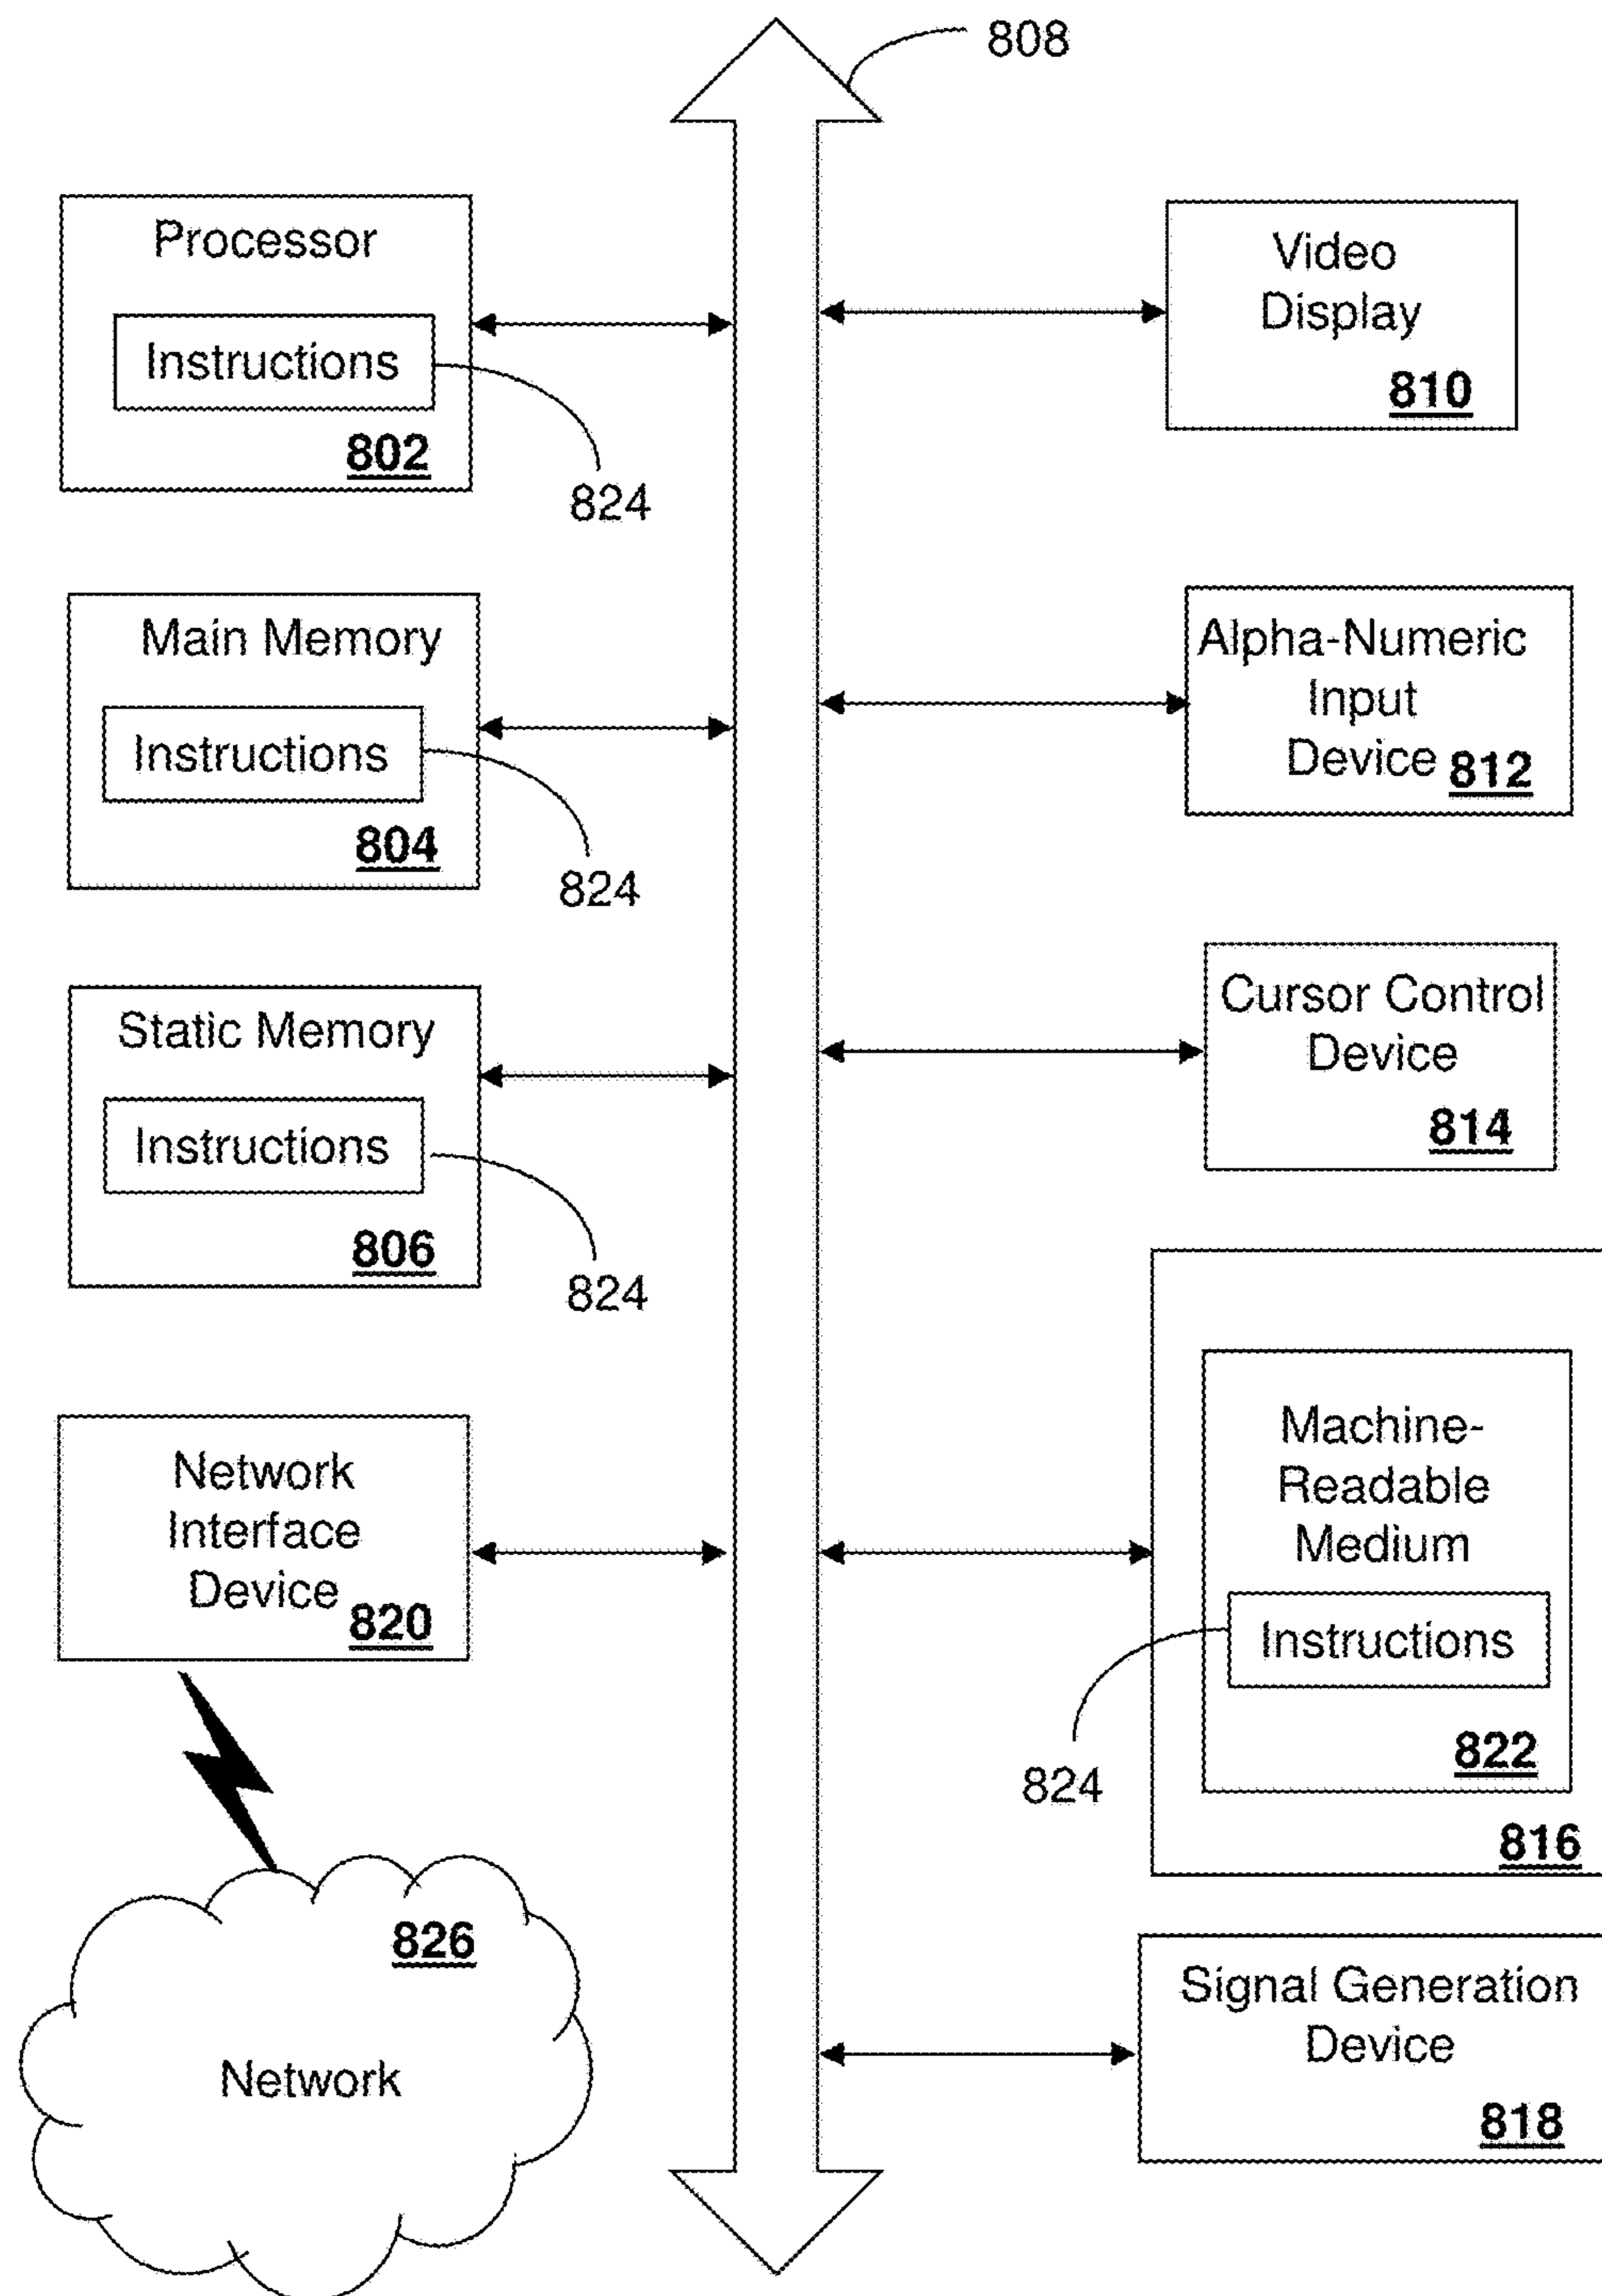 808
Processor
Instructions
802
824
Main Memory
Instructions
804
824
Static Memory
Instructions
806
824
Network
Interface
Device
820
826
Network
Video
Display
810
Alpha-Numeric
Input
Device 812
Cursor Control
Device
814
Machine-
Readable
Medium
Instructions
824
822
816
Signal Generation
Device
818